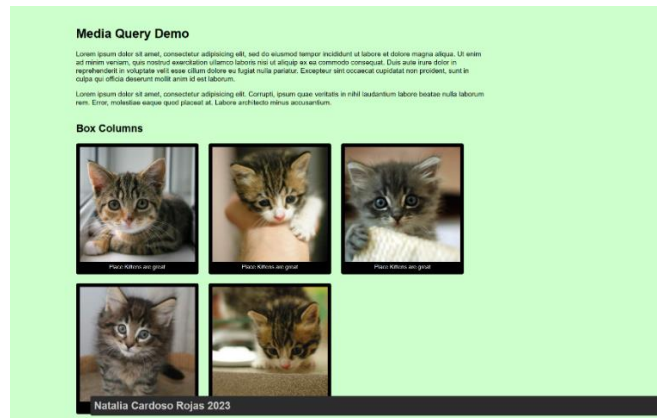 Media Query Demo
Lorem ipsum dolor sit amet, consectetur adipisicing elit, sed do eiusmod tempor incididunt ut labore et dolore magna aliqua. Ut enim
ad minim veniam, quis nostrud exercitation ullamco laboris nisi ut aliquip ex ea commodo consequat. Duis aute irure dolor in
reprehenderit in voluptate velit esse cillum dolore eu fugiat nulla pariatur. Excepteur sint occaecat cupidatat non proident, sunt in
culpa qui officia deserunt mollit anim id est laborum.
Lorem ipsum dolor sit amet, consectetur adipisicing elit. Corrupti, ipsum quae veritatis in nihil laudantium labore beatae nulla laborum
rem. Error, molestiae eaque quod placeat at. Labore architecto minus accusantium.
Box Columns
Place Kittens are great
Place Kittens are great
Place Kittens are great
Natalia Cardoso Rojas 2023